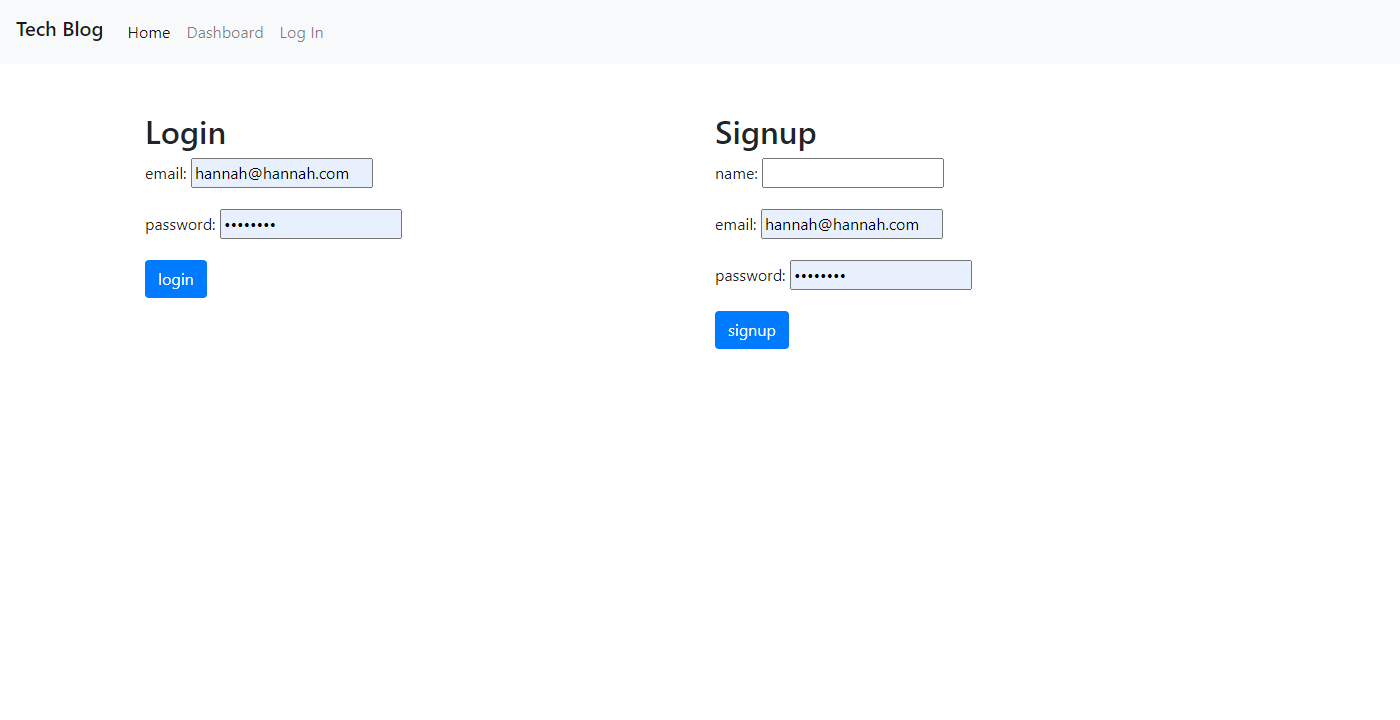 Tech Blog Home Dashboard Log In
Login
email: hannah@hannah.com
password: ••••••••
login
Signup
name:
email: hannah@hannah.com
password: ••••••••
signup